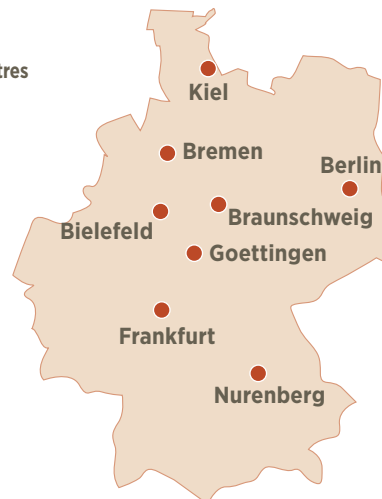 tres
Kiel
Bremen
Berlin
Bielefeld
Braunschweig
Goettingen
Frankfurt
Nurenberg